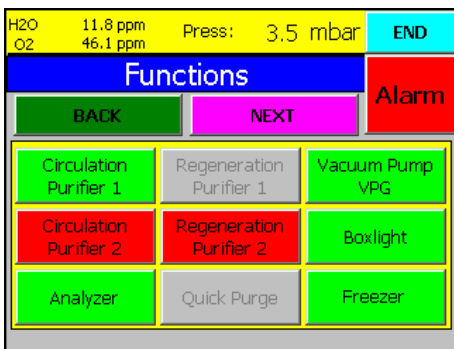 H2O 11.8 ppm Press: 3.5 mbar END
O2 46.1 ppm
Functions
Alarm
BACK NEXT
Circulation Purifier 1
Regeneration Purifier 1
Vacuum Pump VPG
Circulation Purifier 2
Regeneration Purifier 2
Boxlight
Analyzer
Quick Purge
Freezer